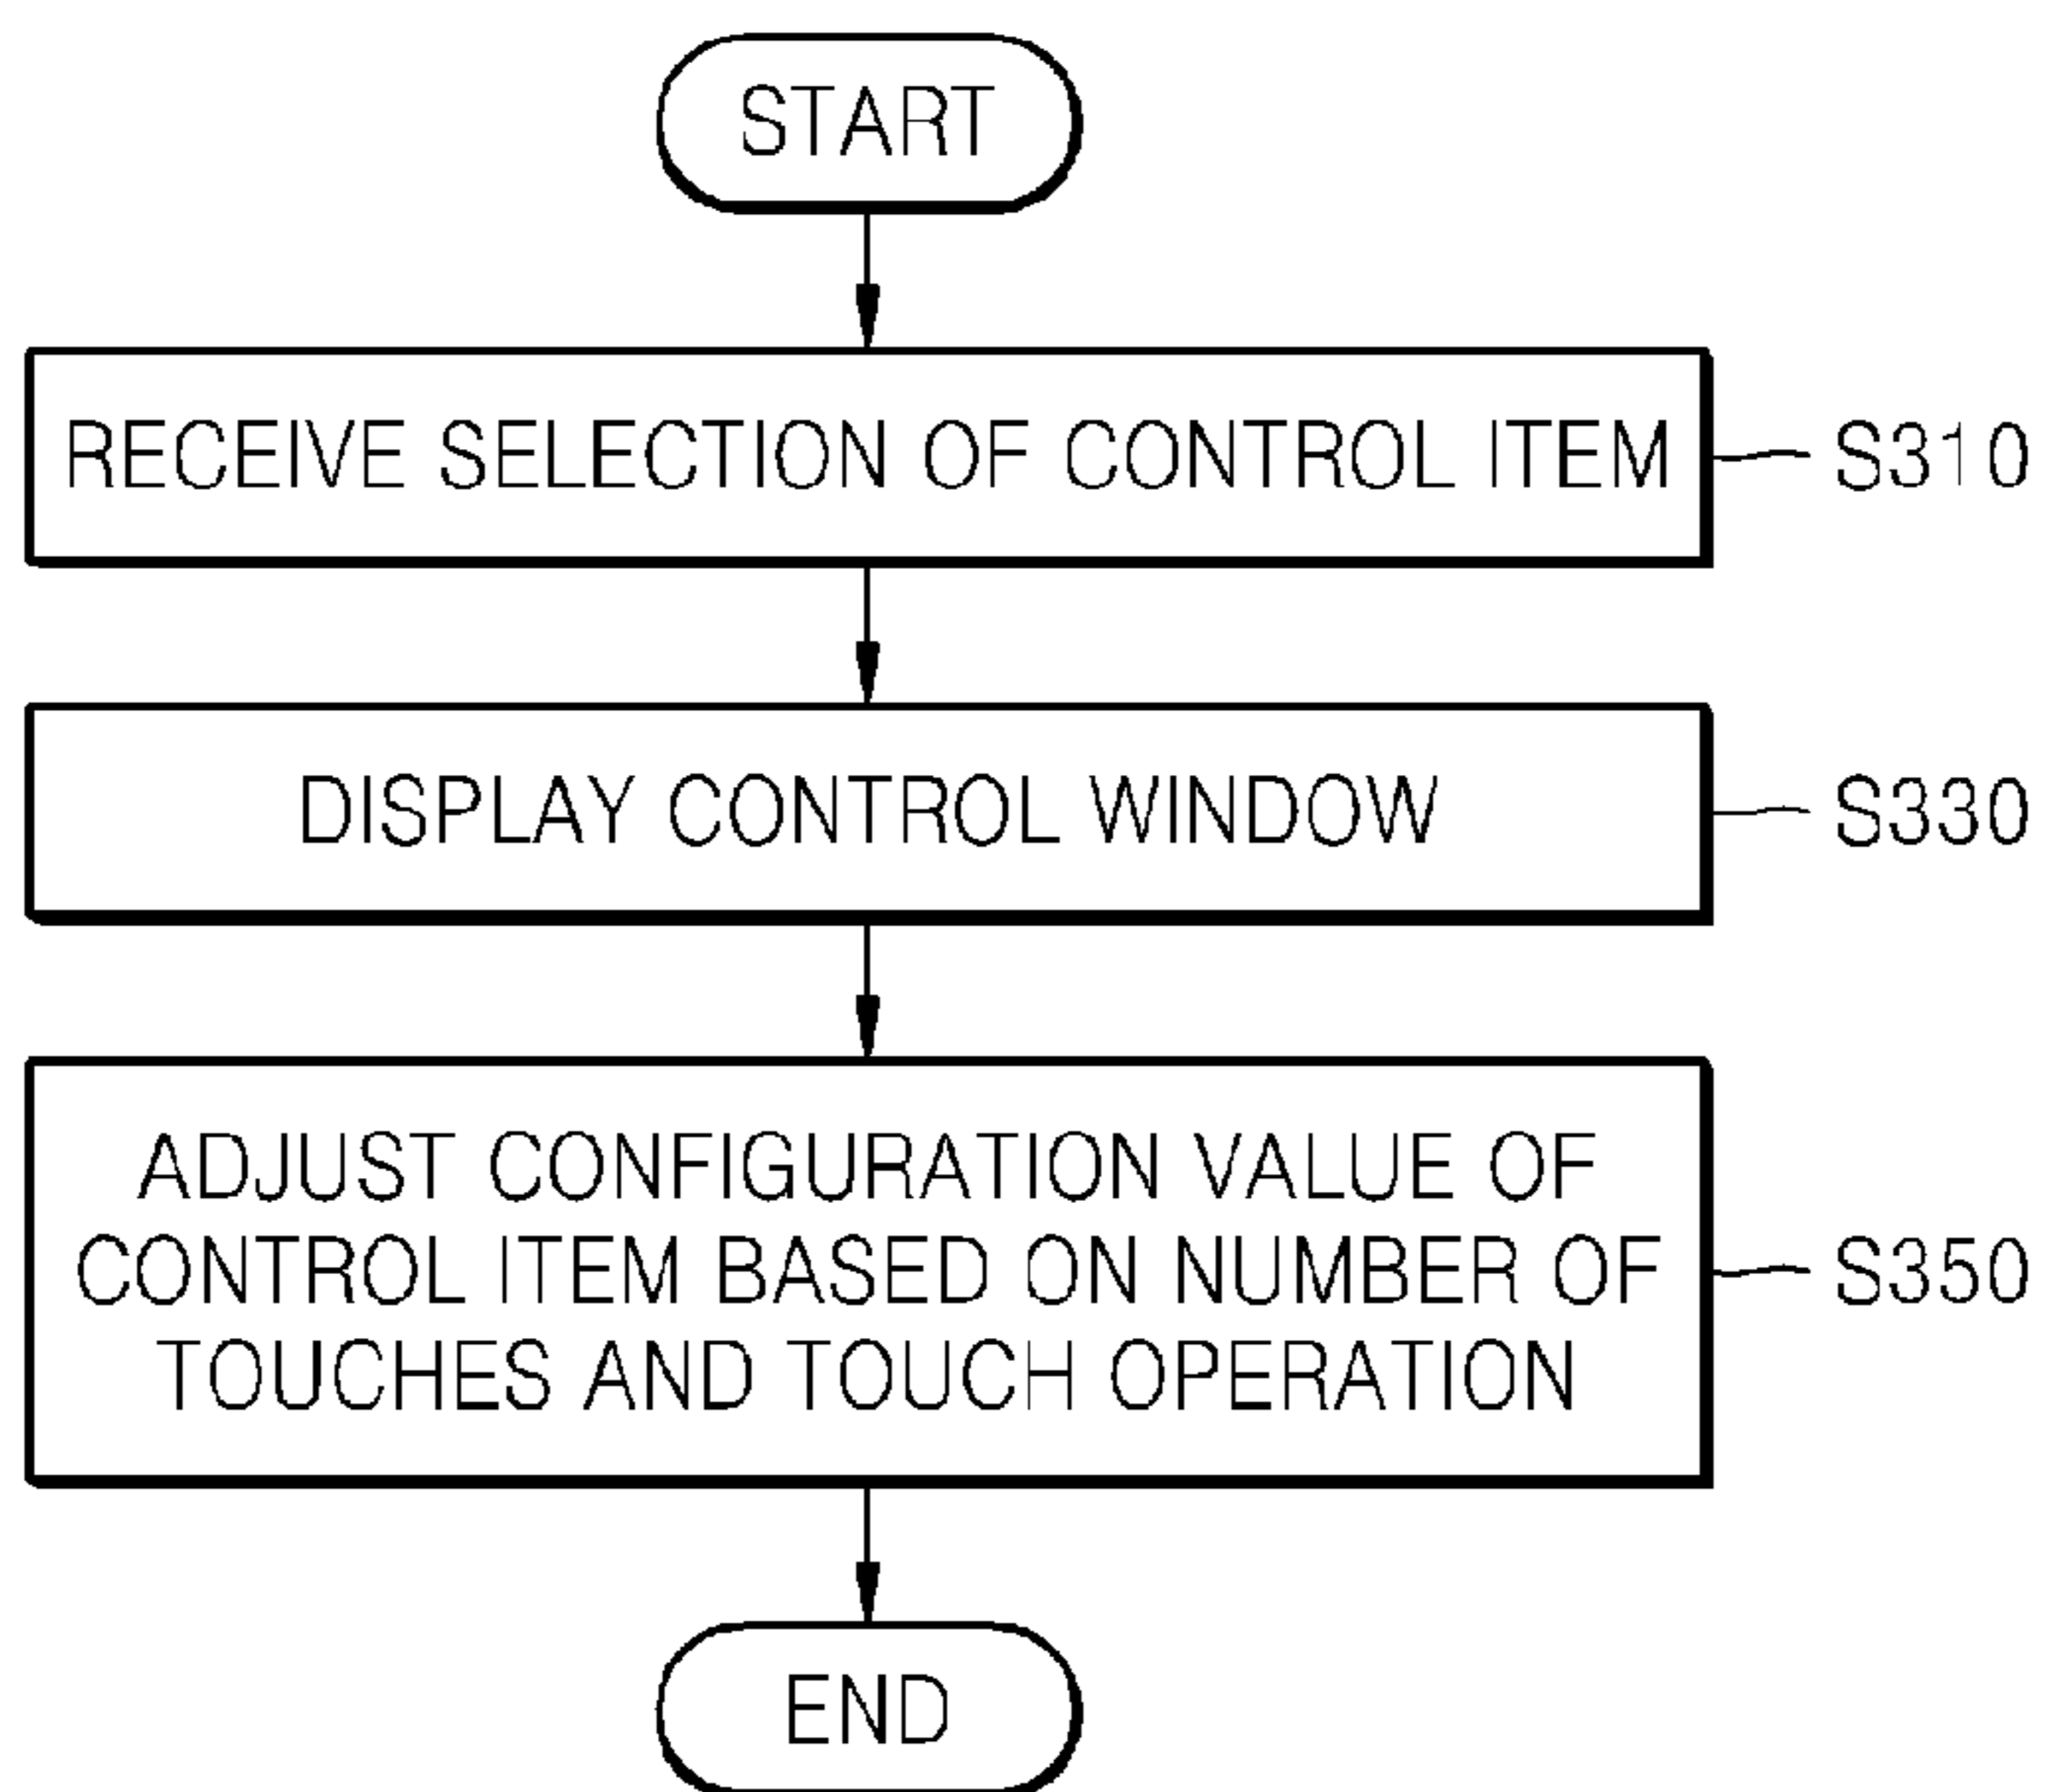 START
RECEIVE SELECTION OF CONTROL ITEM
S310
DISPLAY CONTROL WINDOW
S330
ADJUST CONFIGURATION VALUE OF
CONTROL ITEM BASED ON NUMBER OF
TOUCHES AND TOUCH OPERATION
S350
END